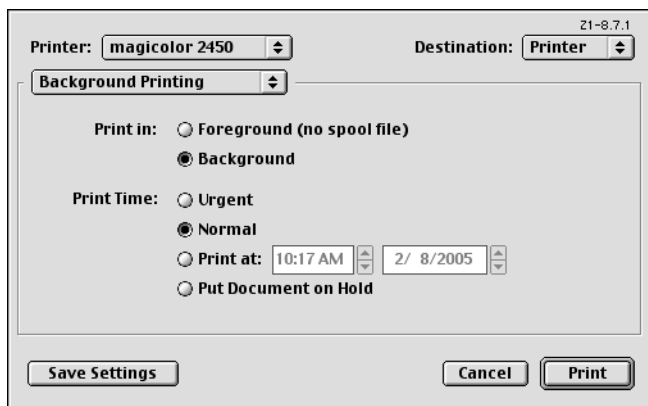 Z1-8.7.1
Printer: magicolor 2450 Destination: Printer
Background Printing
Print in: Foreground (no spool file)
Background
Print Time: Urgent
Normal
Print at: 10:17 AM 2/ 8/2005
Put Document on Hold
Save Settings Cancel Print